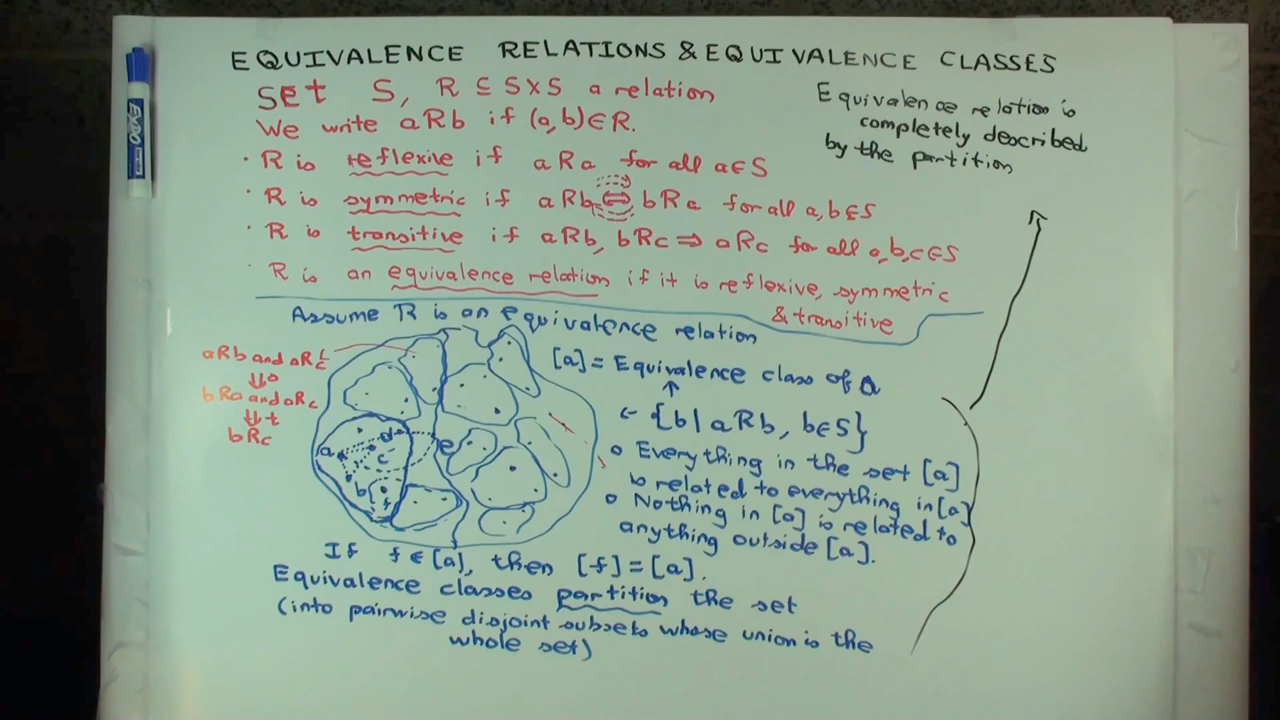 EQUIVALENCE RELATIONS & EQUIVALENCE CLASSES
Set S, R ⊆ S×S a relation
We write aRb if (a,b)∈R.
· R is reflexive if aRa for all a∈S
· R is symmetric if aRb ⇔ bRa for all a,b∈S
· R is transitive if aRb, bRc ⇒ aRc for all a,b,c∈S
· R is an equivalence relation if it is reflexive, symmetric
& transitive
Equivalence relation is
completely described
by the partition
Assume R is an equivalence relation
aRb and aRc
⇓
bRa and aRc
⇓ t
bRc
a
d
c
b
f
e
[a] = Equivalence class of a
↑
← {b | aRb, b∈S}
o Everything in the set [a]
is related to everything in [a]
o Nothing in [a] is related to
anything outside [a].
If f∈[a], then [f]=[a].
Equivalence classes partition the set
(into pairwise disjoint subsets whose union is the
whole set)
EXPO